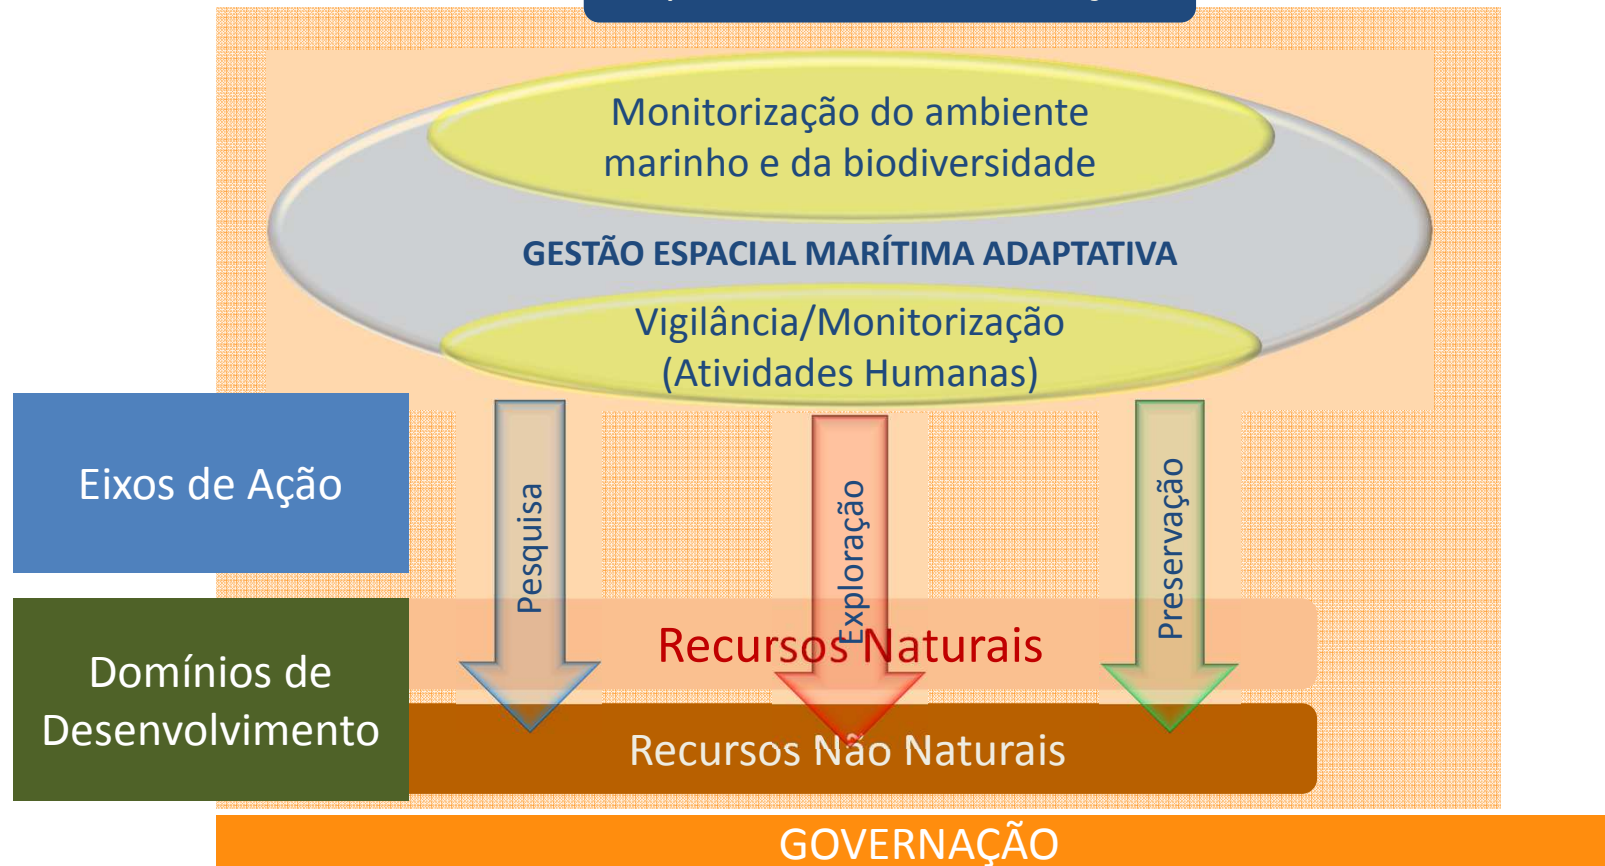 Monitorização do ambiente
marinho e da biodiversidade
GESTÃO ESPACIAL MARÍTIMA ADAPTATIVA
Vigilância/Monitorização
(Atividades Humanas)
Eixos de Ação
Pesquisa
Exploração
Preservação
Domínios de
Desenvolvimento
Recursos Naturais
Recursos Não Naturais
GOVERNAÇÃO